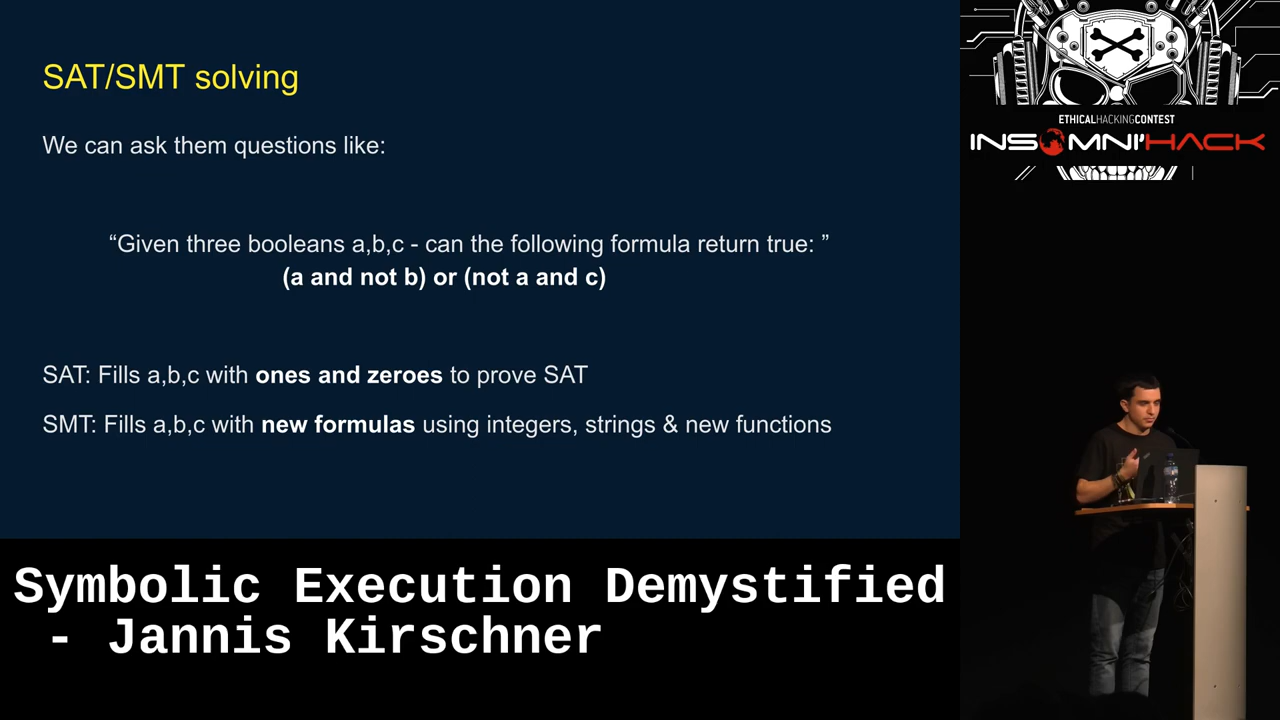 SAT/SMT solving
We can ask them questions like:
“Given three booleans a,b,c - can the following formula return true: ”
(a and not b) or (not a and c)
SAT: Fills a,b,c with ones and zeroes to prove SAT
SMT: Fills a,b,c with new formulas using integers, strings & new functions
Symbolic Execution Demystified
- Jannis Kirschner
ETHICALHACKINGCONTEST
INSOMNI'HACK